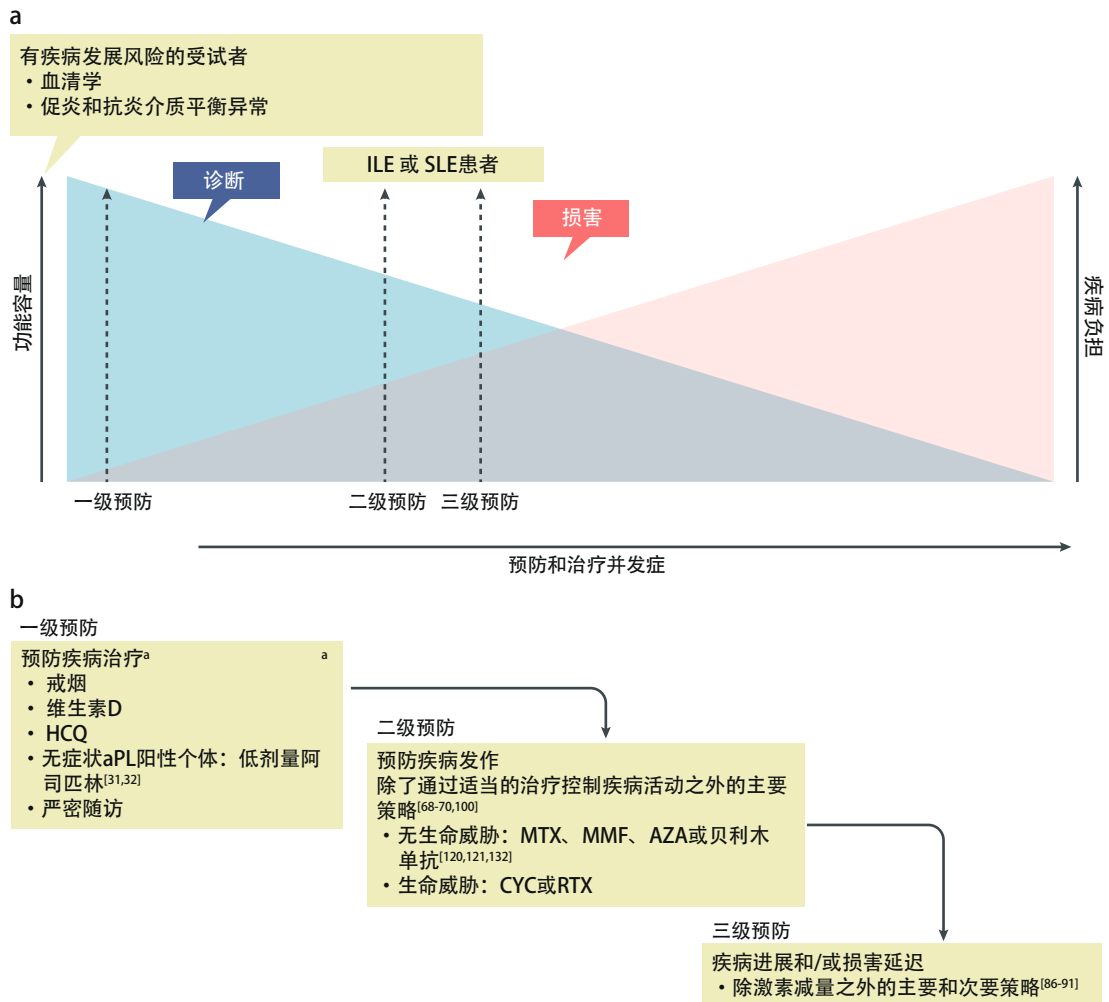 a
有疾病发展风险的受试者
・血清学
・促炎和抗炎介质平衡异常
诊断
ILE 或 SLE患者
损害
功能容量
疾病负担
一级预防
二级预防
三级预防
预防和治疗并发症
b
一级预防
预防疾病治疗a a
・戒烟
・维生素D
・HCQ
・无症状aPL阳性个体：低剂量阿
司匹林[31,32]
・严密随访
二级预防
预防疾病发作
除了通过适当的治疗控制疾病活动之外的主要
策略[68-70,100]
・无生命威胁：MTX、MMF、AZA或贝利木
单抗[120,121,132]
・生命威胁：CYC或RTX
三级预防
疾病进展和/或损害延迟
・除激素减量之外的主要和次要策略[86-91]